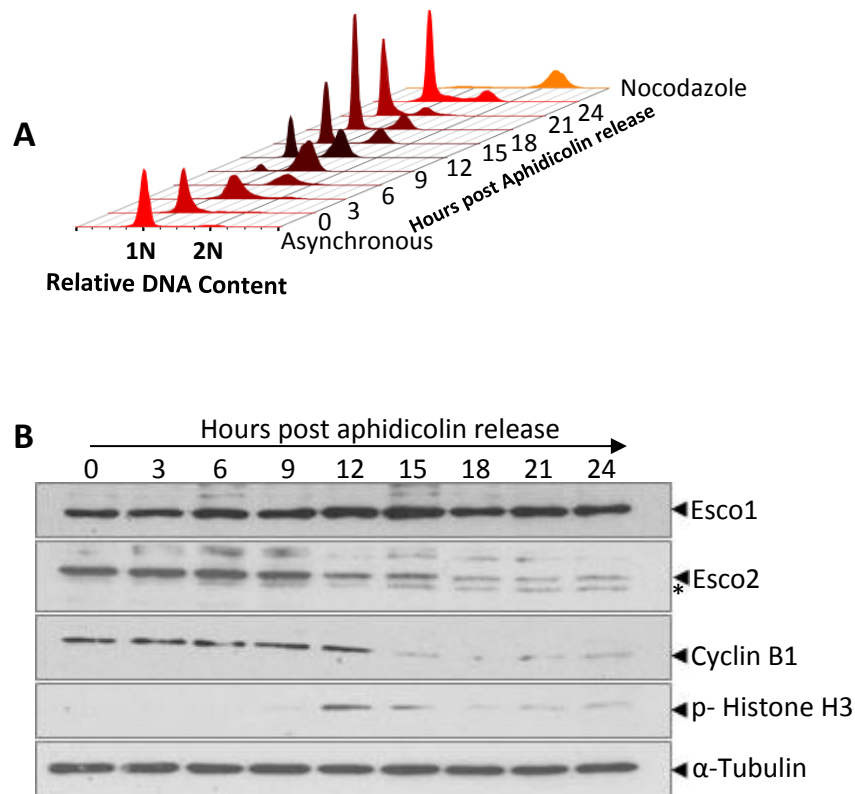 A
Nocodazole
24
21
18
15
12
9
6
3
0
Hours post Aphidicolin release
Asynchronous
1N 2N
Relative DNA Content
B
Hours post aphidicolin release
0 3 6 9 12 15 18 21 24
Esco1
Esco2
*
Cyclin B1
p- Histone H3
α-Tubulin